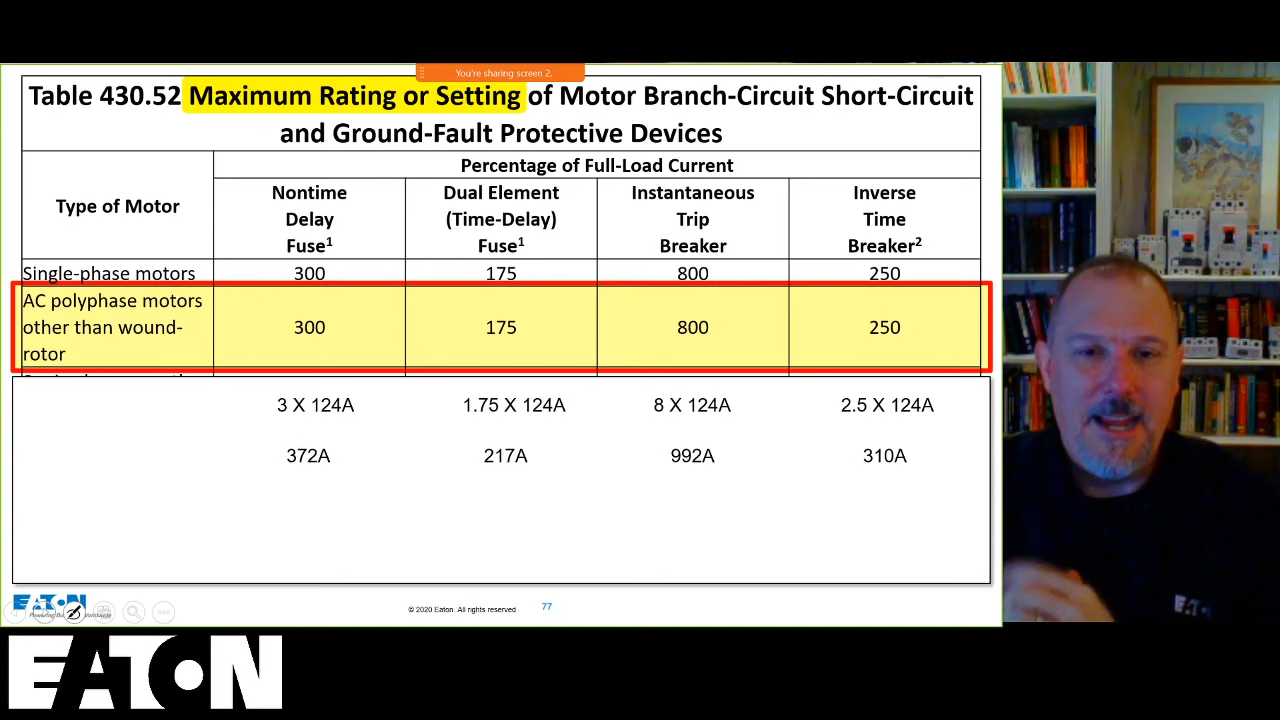 You're sharing screen 2.
Table 430.52 Maximum Rating or Setting of Motor Branch-Circuit Short-Circuit
and Ground-Fault Protective Devices
Percentage of Full-Load Current
Type of Motor
Nontime
Delay
Fuse¹
Dual Element
(Time-Delay)
Fuse¹
Instantaneous
Trip
Breaker
Inverse
Time
Breaker²
Single-phase motors 300 175 800 250
AC polyphase motors
other than wound-
rotor
300 175 800 250
3 X 124A 1.75 X 124A 8 X 124A 2.5 X 124A
372A 217A 992A 310A
EATON
© 2020 Eaton. All rights reserved 77
EATON